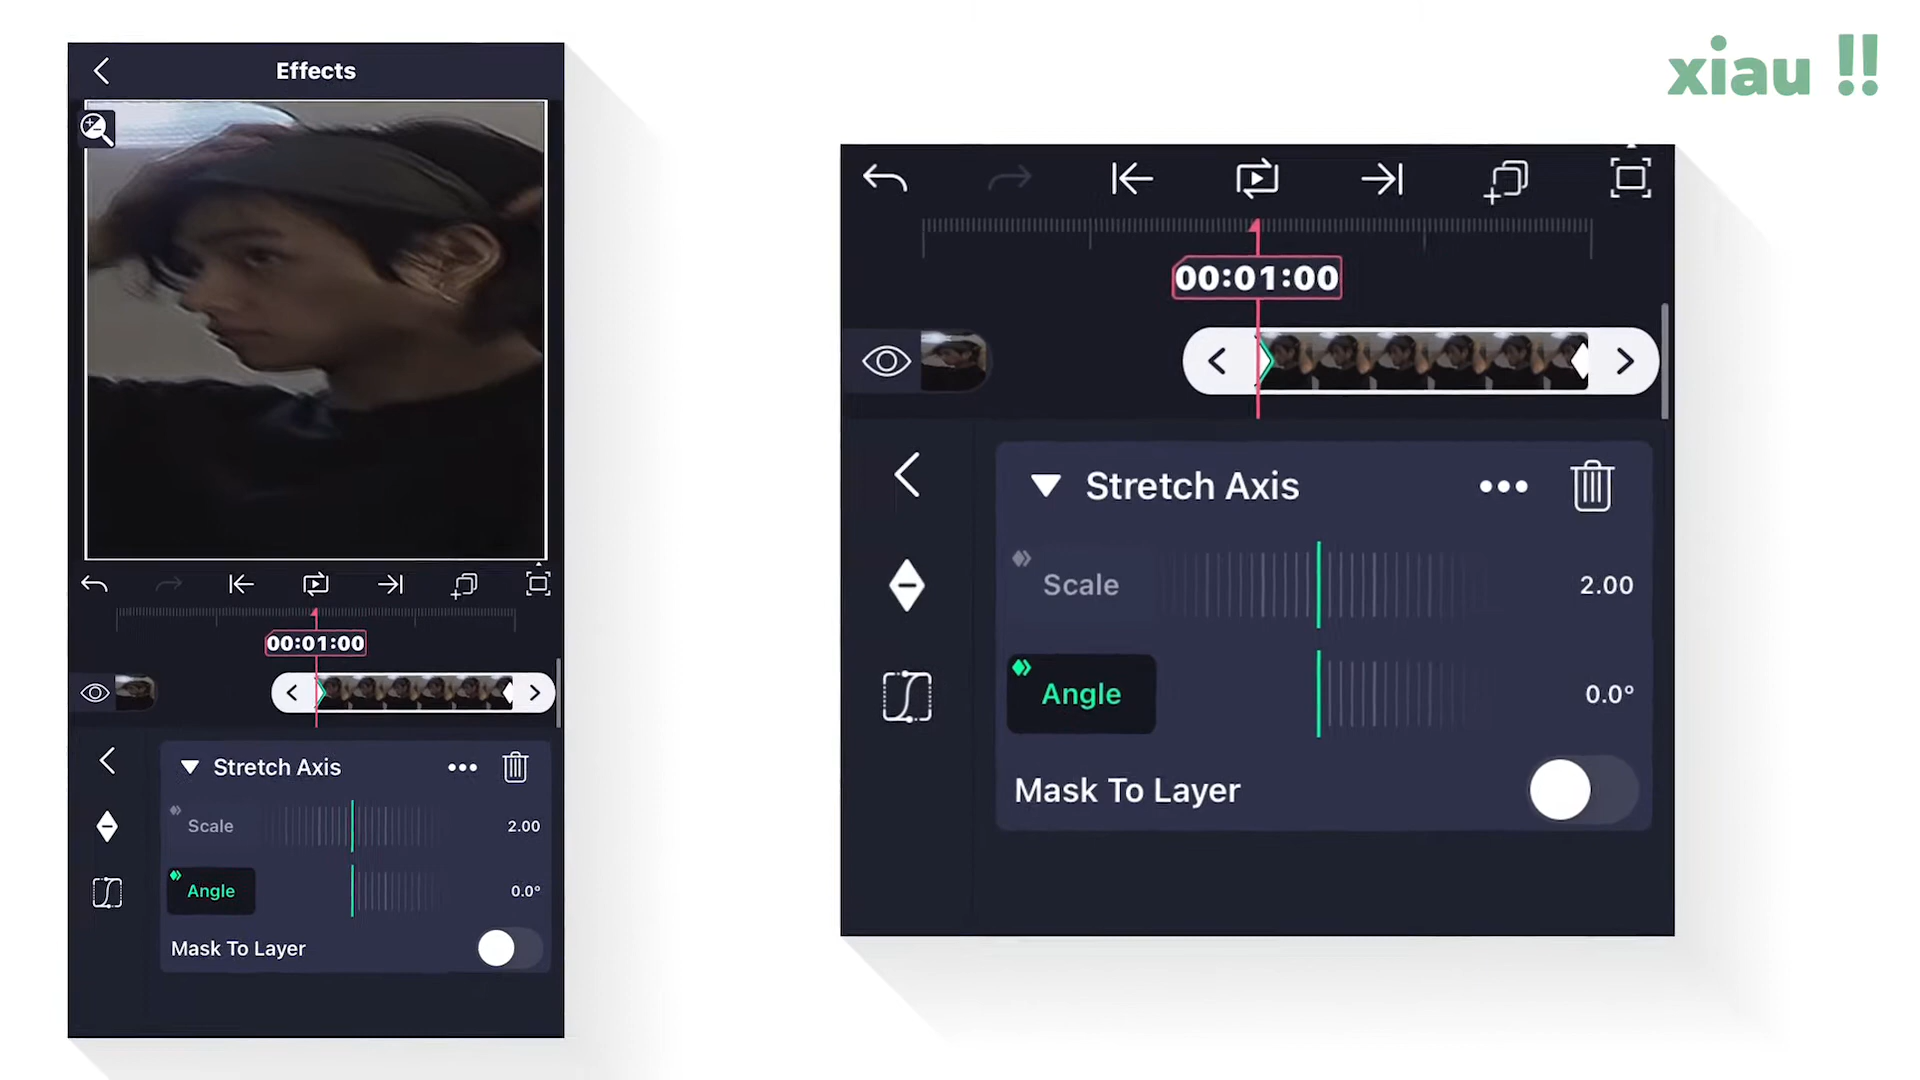 Effects
00:01:00
Stretch Axis
Scale 2.00
Angle 0.0°
Mask To Layer
xiau !!
00:01:00
Stretch Axis
Scale 2.00
Angle 0.0°
Mask To Layer